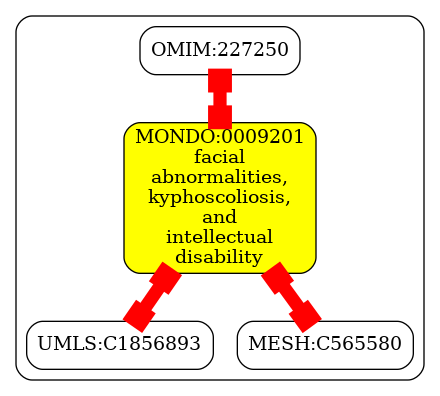 OMIM:227250
MONDO:0009201
facial
abnormalities,
kyphoscoliosis,
and
intellectual
disability
UMLS:C1856893
MESH:C565580